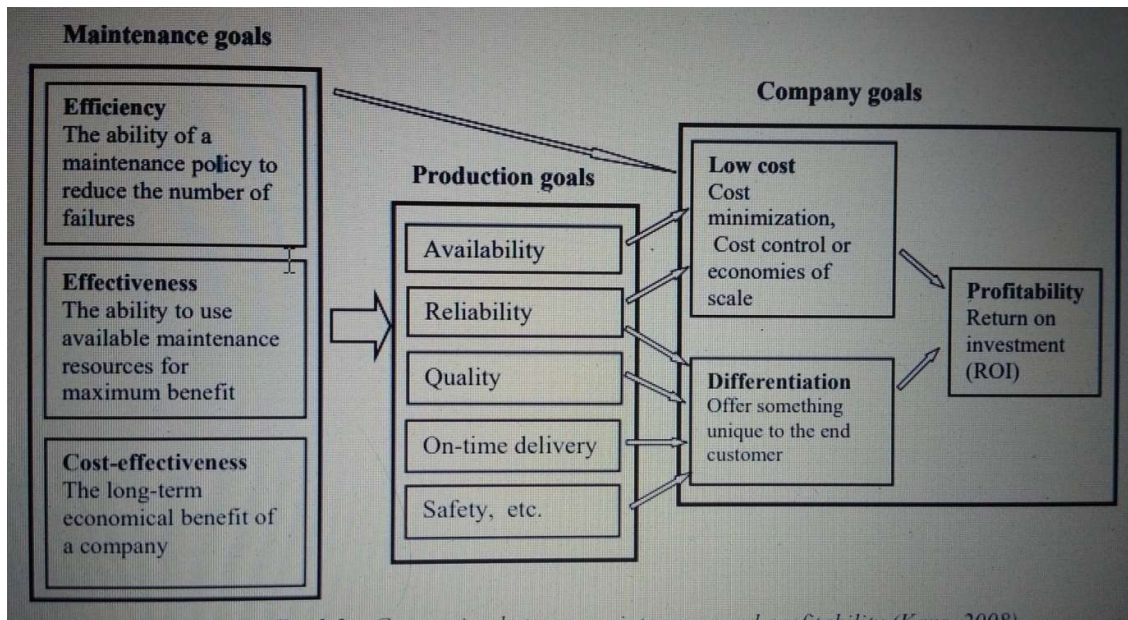 Maintenance goals
Efficiency
The ability of a
maintenance policy to
reduce the number of
failures
Effectiveness
The ability to use
available maintenance
resources for
maximum benefit
Cost-effectiveness
The long-term
economical benefit of
a company
Production goals
Availability
Reliability
Quality
On-time delivery
Safety, etc.
Company goals
Low cost
Cost
minimization,
Cost control or
economies of
scale
Differentiation
Offer something
unique to the end
customer
Profitability
Return on
investment
(ROI)